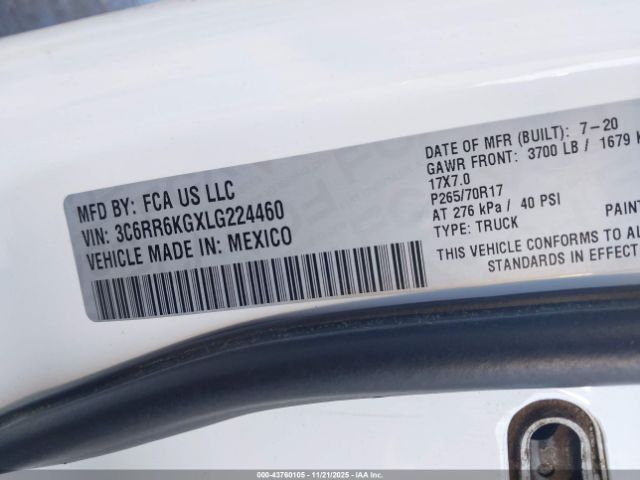 MFD BY: FCA US LLC
VIN: 3C6RR6KGXLG224460
VEHICLE MADE IN: MEXICO
DATE OF MFR (BUILT): 7-20
GAWR FRONT: 3700 LB / 1679 K
17X7.0
P265/70R17
AT 276 kPa / 40 PSI
TYPE: TRUCK PAIN
THIS VEHICLE CONFORMS TO AL
STANDARDS IN EFFECT
000-43760105 - 11/21/2025 - IAAI Inc.